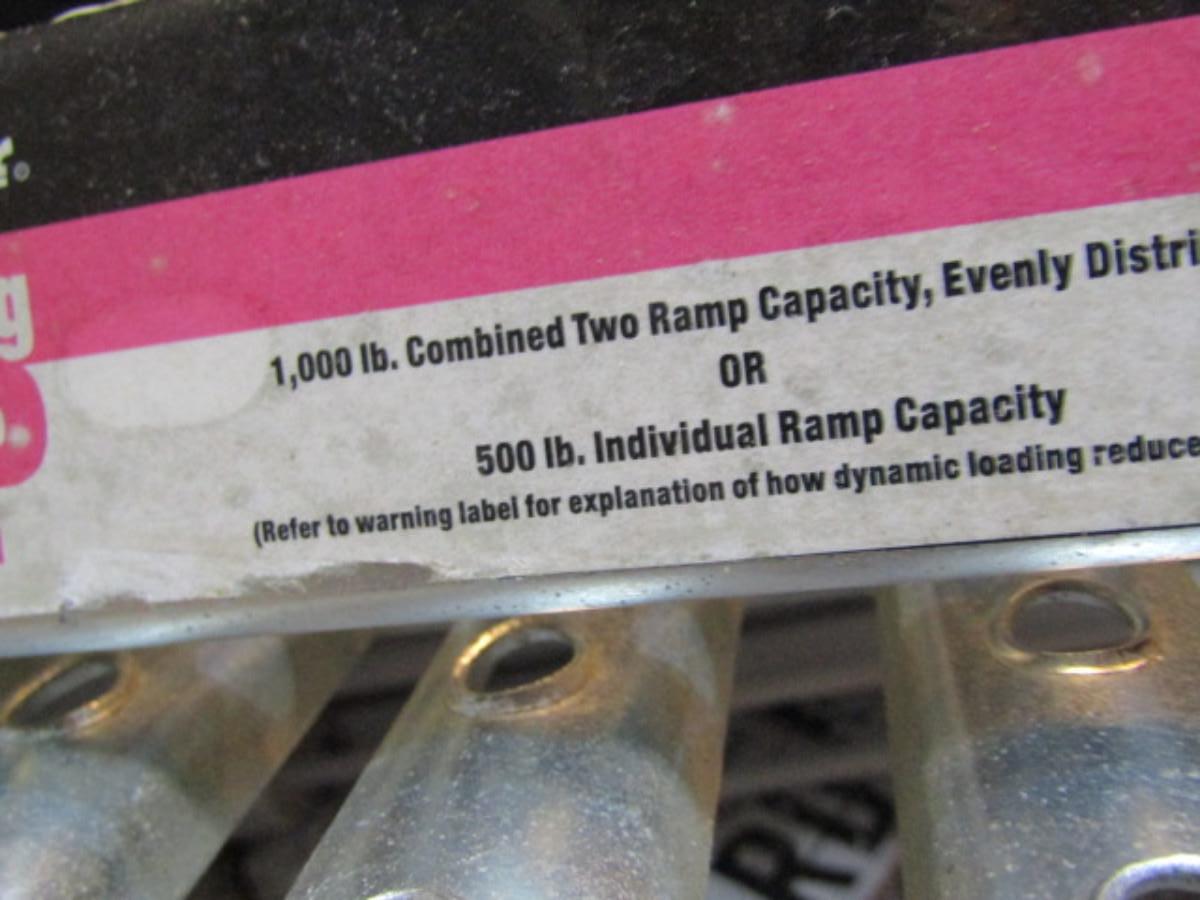 1,000 lb. Combined Two Ramp Capacity, Evenly Distri
OR
500 lb. Individual Ramp Capacity
(Refer to warning label for explanation of how dynamic loading reduce
g